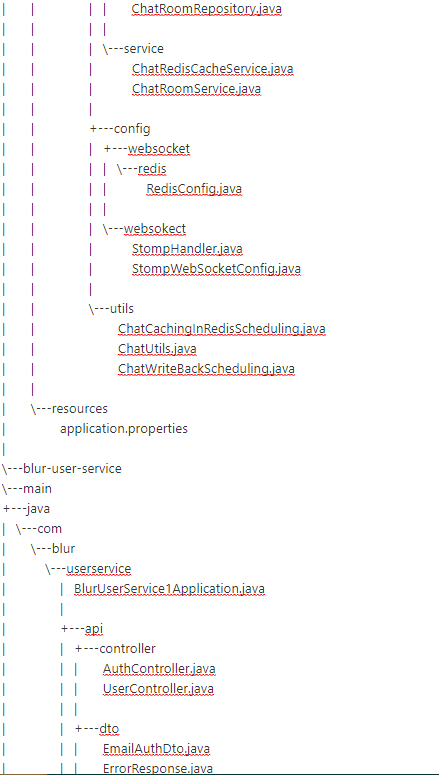 |       |               | |     ChatRoomRepository.java
|       |               | |
|       |               | \---service
|       |               |       ChatRedisCacheService.java
|       |               |       ChatRoomService.java
|       |               |
|       |               +---config
|       |               | +---websocket
|       |               | | \---redis
|       |               | |       RedisConfig.java
|       |               | |
|       |               | \---websokect
|       |               |       StompHandler.java
|       |               |       StompWebSocketConfig.java
|       |               |
|       |               \---utils
|       |                       ChatCachingInRedisScheduling.java
|       |                       ChatUtils.java
|       |                       ChatWriteBackScheduling.java
|       |
|       \---resources
|               application.properties
|
\---blur-user-service
\---main
+---java
|   \---com
|       \---blur
|           \---userservice
|               |   BlurUserService1Application.java
|               |
|               +---api
|               |   +---controller
|               |   |       AuthController.java
|               |   |       UserController.java
|               |   |
|               |   +---dto
|               |   |       EmailAuthDto.java
|               |   |       ErrorResponse.java